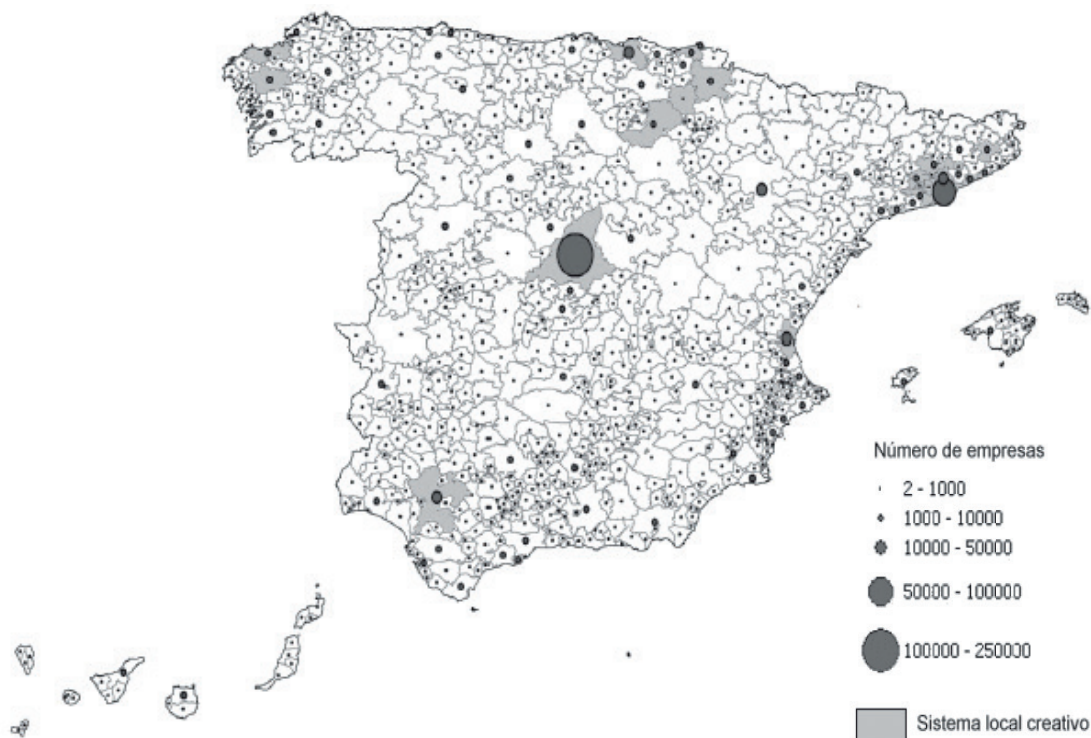 Número de empresas
2 - 1000
1000 - 10000
10000 - 50000
50000 - 100000
100000 - 250000
Sistema local creativo